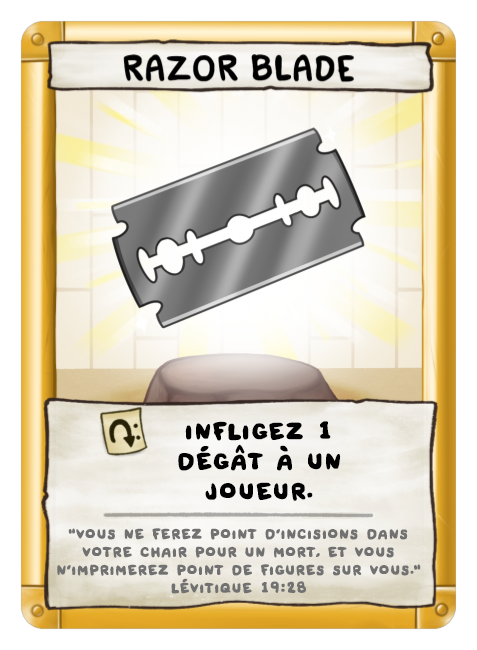 RAZOR BLADE
INFLIGEZ 1
DÉGÂT À UN
JOUEUR.
"VOUS NE FEREZ POINT D'INCISIONS DANS
VOTRE CHAIR POUR UN MORT, ET VOUS
N'IMPRIMEREZ POINT DE FIGURES SUR VOUS."
LÉVITIQUE 19:28